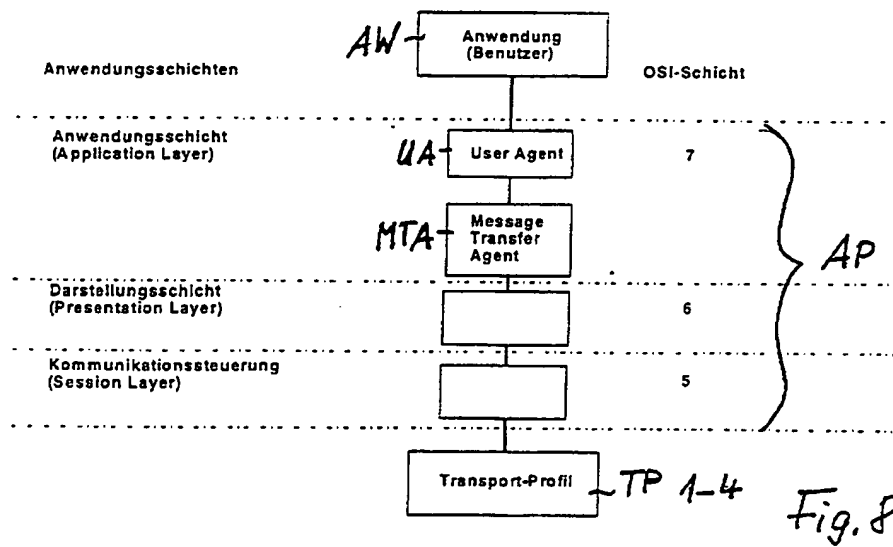 AW
Anwendung
(Benutzer)
Anwendungsschichten
OSI-Schicht
Anwendungsschicht
(Application Layer)
UA
User Agent
7
MTA
Message
Transfer
Agent
AP
Darstellungsschicht
(Presentation Layer)
6
Kommunikationssteuerung
(Session Layer)
5
Transport-Profil
TP 1-4
Fig. 8